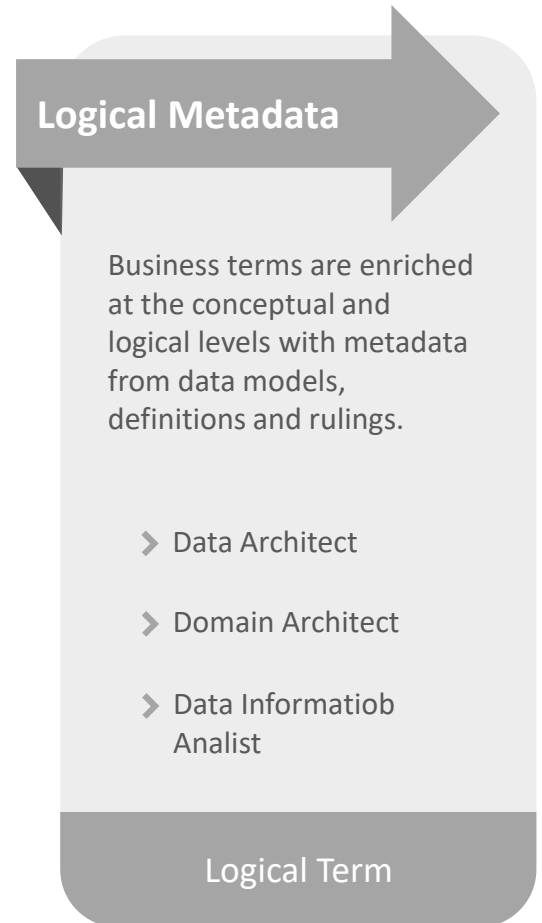 Logical Metadata
Business terms are enriched
at the conceptual and
logical levels with metadata
from data models,
definitions and rulings.
Data Architect
Domain Architect
Data Informatiob
Analist
Logical Term